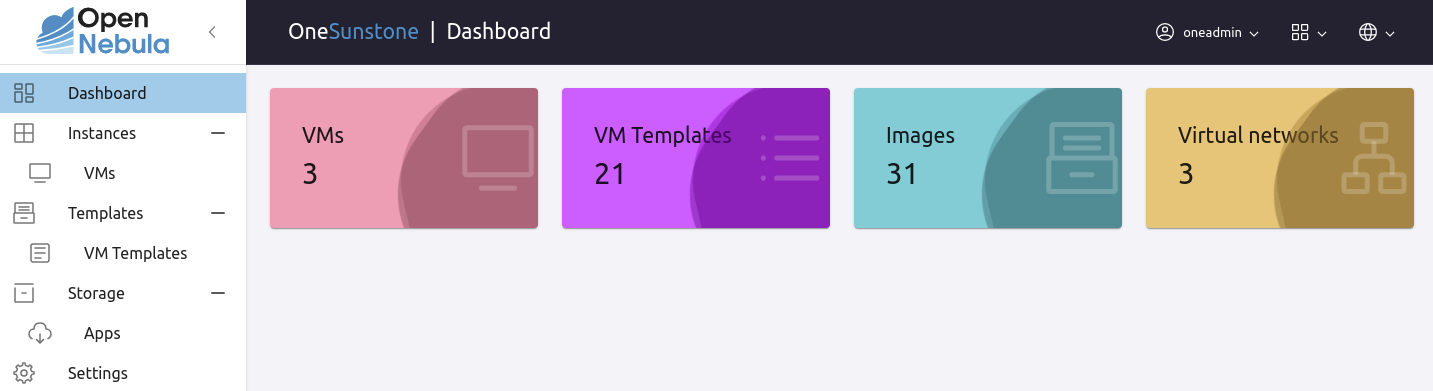 Open
Nebula
OneSunstone | Dashboard
oneadmin
Dashboard
Instances
VMs
Templates
VM Templates
Storage
Apps
Settings
VMs
3
VM Templates
21
Images
31
Virtual networks
3